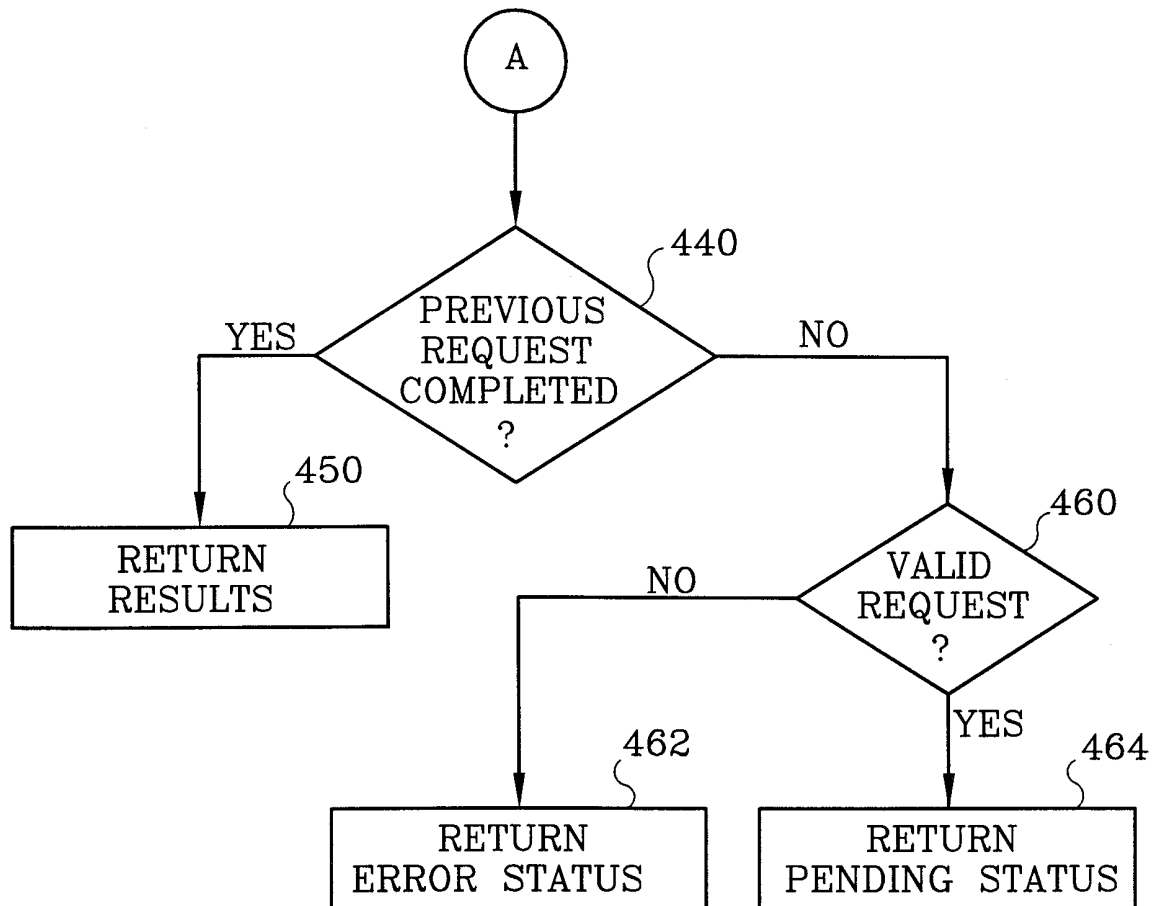 A
440
PREVIOUS
REQUEST
COMPLETED
?
YES
NO
450
RETURN
RESULTS
460
VALID
REQUEST
?
NO
YES
462
RETURN
ERROR STATUS
464
RETURN
PENDING STATUS